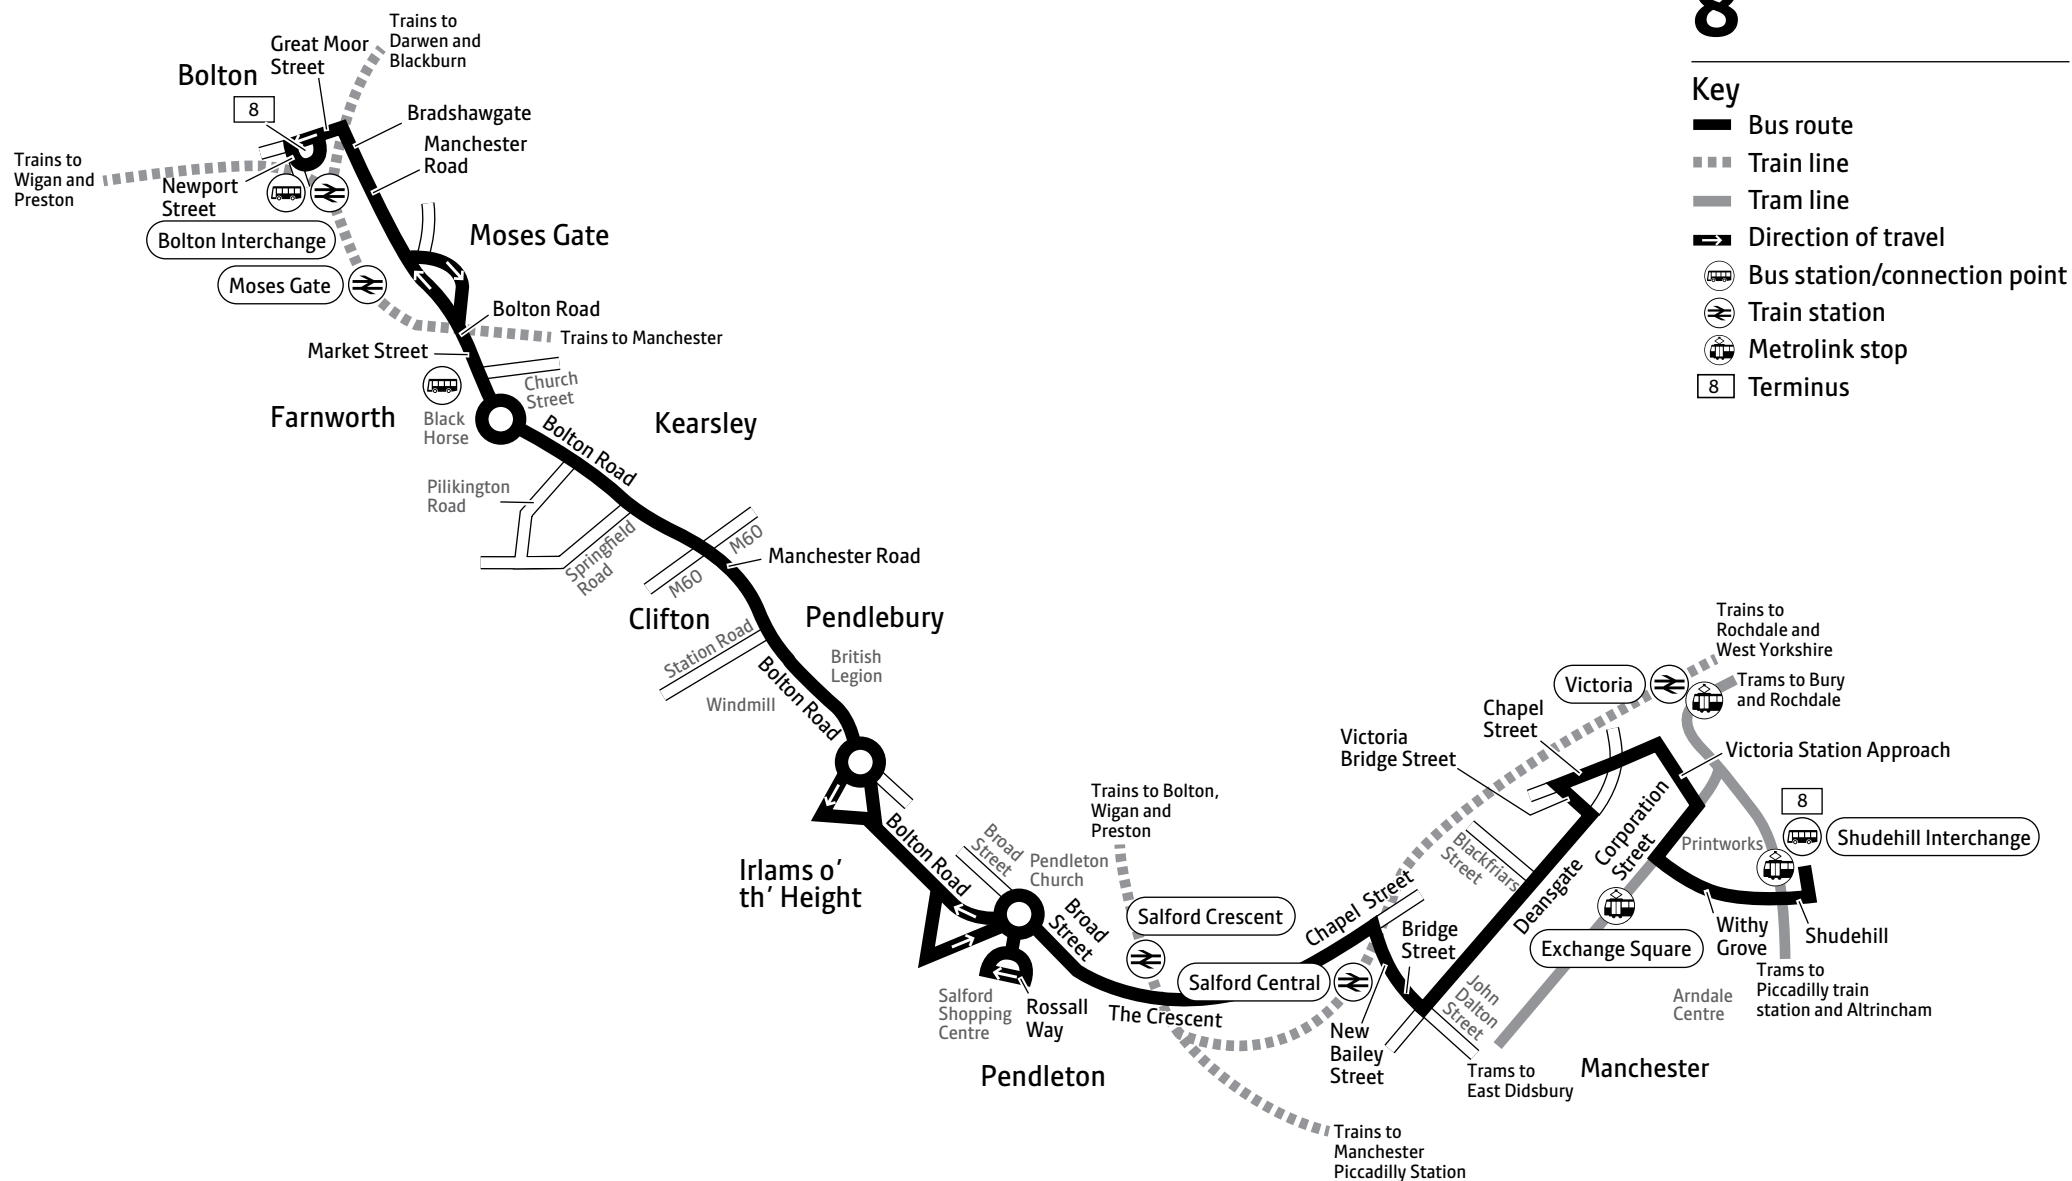 8
Key
Bus route
Train line
Tram line
Direction of travel
Bus station/connection point
Train station
Metrolink stop
8 Terminus
Trains to
Darwen and
Blackburn
Great Moor
Street
Bolton
8
Bradshawgate
Manchester
Road
Trains to
Wigan and
Preston
Newport
Street
Bolton Interchange
Moses Gate
Moses Gate
Bolton Road
Trains to Manchester
Market Street
Church
Street
Farnworth
Black
Horse
Kearsley
Bolton Road
Pilikington
Road
Springfield
Road
M60
M60
Manchester Road
Clifton
Pendlebury
Station Road
British
Legion
Windmill
Bolton Road
Irlams o'
th' Height
Bolton Road
Broad
Street
Pendleton
Church
Broad
Street
Salford
Shopping
Centre
Rossall
Way
Pendleton
The Crescent
Trains to Bolton,
Wigan and
Preston
Salford Crescent
Salford Central
Chapel Street
New
Bailey
Street
Bridge
Street
John
Dalton
Street
Trains to
Manchester
Piccadilly Station
Trams to
East Didsbury
Manchester
Deansgate
Blackfriars
Street
Victoria
Bridge Street
Chapel
Street
Victoria
Trains to
Rochdale and
West Yorkshire
Trams to Bury
and Rochdale
Victoria Station Approach
Corporation
Street
Printworks
8
Shudehill Interchange
Exchange Square
Withy
Grove
Shudehill
Arndale
Centre
Trams to
Piccadilly train
station and Altrincham